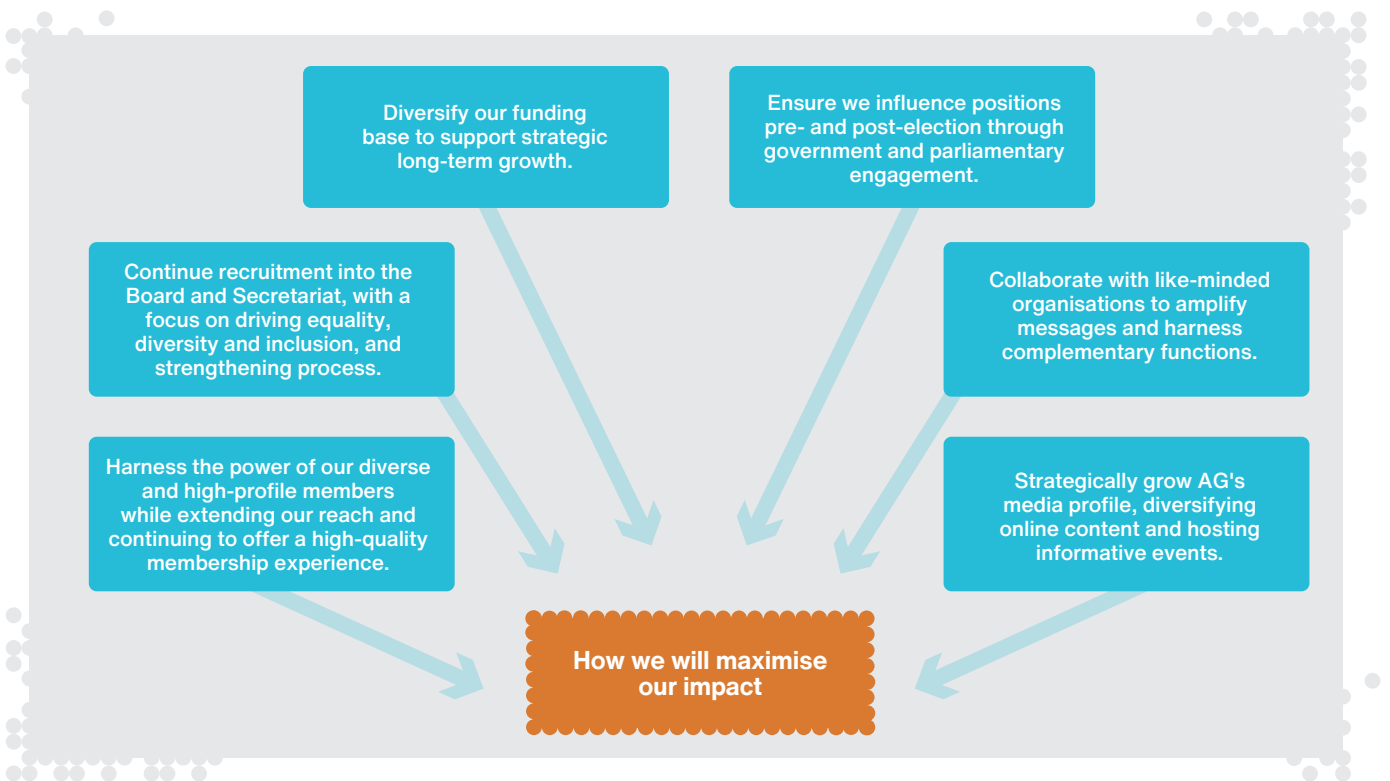 Diversify our funding
base to support strategic
long-term growth.
Ensure we influence positions
pre- and post-election through
government and parliamentary
engagement.
Continue recruitment into the
Board and Secretariat, with a
focus on driving equality,
diversity and inclusion, and
strengthening process.
Collaborate with like-minded
organisations to amplify
messages and harness
complementary functions.
Harness the power of our diverse
and high-profile members
while extending our reach and
continuing to offer a high-quality
membership experience.
Strategically grow AG's
media profile, diversifying
online content and hosting
informative events.
How we will maximise
our impact